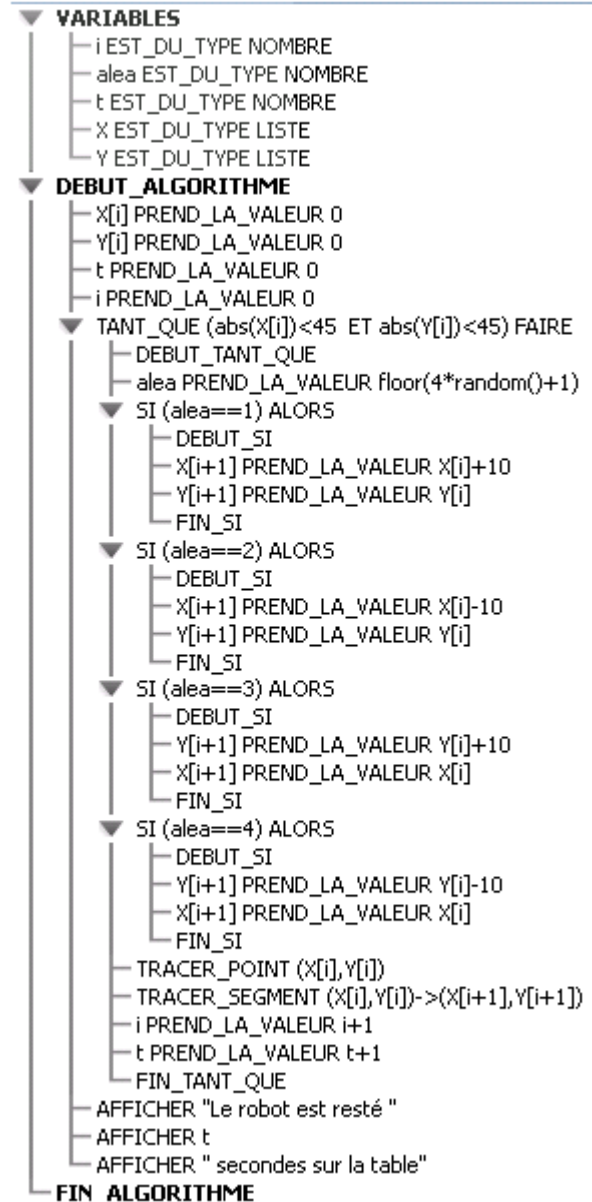 VARIABLES
i EST_DU_TYPE NOMBRE
alea EST_DU_TYPE NOMBRE
t EST_DU_TYPE NOMBRE
X EST_DU_TYPE LISTE
Y EST_DU_TYPE LISTE
DEBUT_ALGORITHME
X[i] PREND_LA_VALEUR 0
Y[i] PREND_LA_VALEUR 0
t PREND_LA_VALEUR 0
i PREND_LA_VALEUR 0
TANT_QUE (abs(X[i])<45 ET abs(Y[i])<45) FAIRE
DEBUT_TANT_QUE
alea PREND_LA_VALEUR floor(4*random()+1)
SI (alea==1) ALORS
DEBUT_SI
X[i+1] PREND_LA_VALEUR X[i]+10
Y[i+1] PREND_LA_VALEUR Y[i]
FIN_SI
SI (alea==2) ALORS
DEBUT_SI
X[i+1] PREND_LA_VALEUR X[i]-10
Y[i+1] PREND_LA_VALEUR Y[i]
FIN_SI
SI (alea==3) ALORS
DEBUT_SI
Y[i+1] PREND_LA_VALEUR Y[i]+10
X[i+1] PREND_LA_VALEUR X[i]
FIN_SI
SI (alea==4) ALORS
DEBUT_SI
Y[i+1] PREND_LA_VALEUR Y[i]-10
X[i+1] PREND_LA_VALEUR X[i]
FIN_SI
TRACER_POINT (X[i],Y[i])
TRACER_SEGMENT (X[i],Y[i])->(X[i+1],Y[i+1])
i PREND_LA_VALEUR i+1
t PREND_LA_VALEUR t+1
FIN_TANT_QUE
AFFICHER "Le robot est resté "
AFFICHER t
AFFICHER " secondes sur la table"
FIN_ALGORITHME